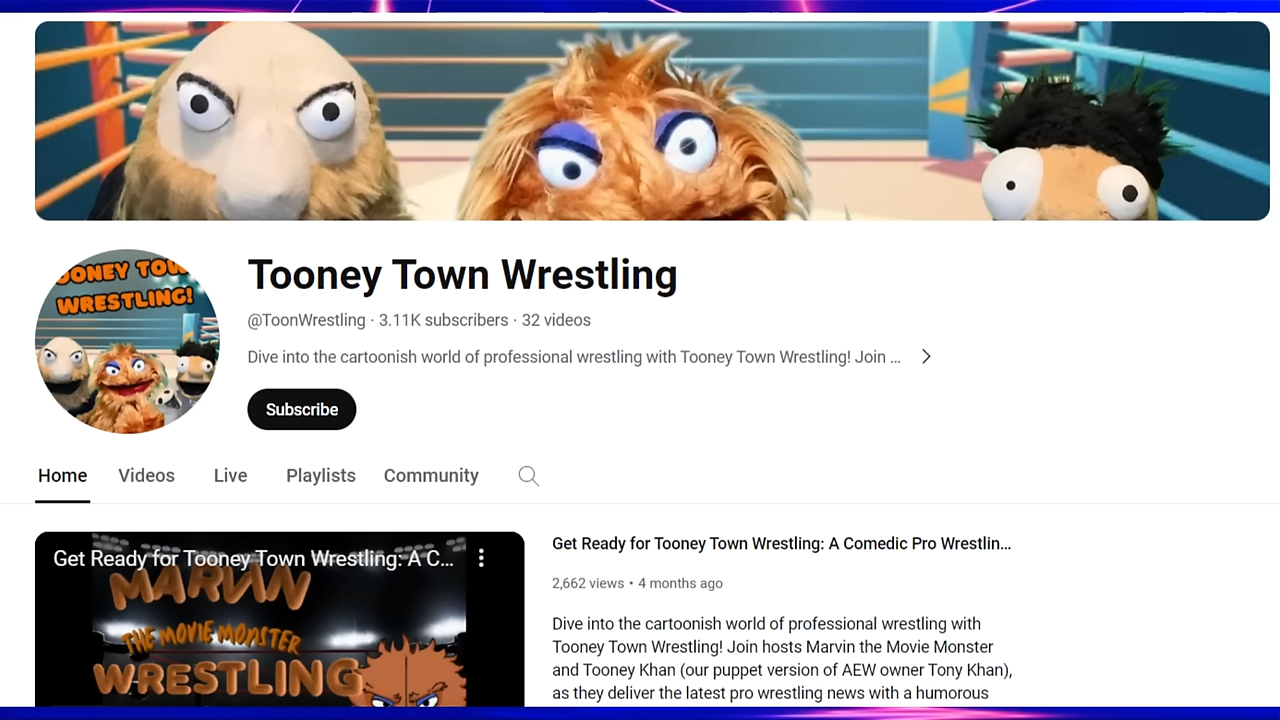 OONEY TOW
WRESTLING!
Tooney Town Wrestling
@ToonWrestling · 3.11K subscribers · 32 videos
Dive into the cartoonish world of professional wrestling with Tooney Town Wrestling! Join ...
Subscribe
Home Videos Live Playlists Community
Get Ready for Tooney Town Wrestling: A C...
MARVIN
THE MOVIE MONSTER
WRESTLING
Get Ready for Tooney Town Wrestling: A Comedic Pro Wrestlin...
2,662 views • 4 months ago
Dive into the cartoonish world of professional wrestling with
Tooney Town Wrestling! Join hosts Marvin the Movie Monster
and Tooney Khan (our puppet version of AEW owner Tony Khan),
as they deliver the latest pro wrestling news with a humorous